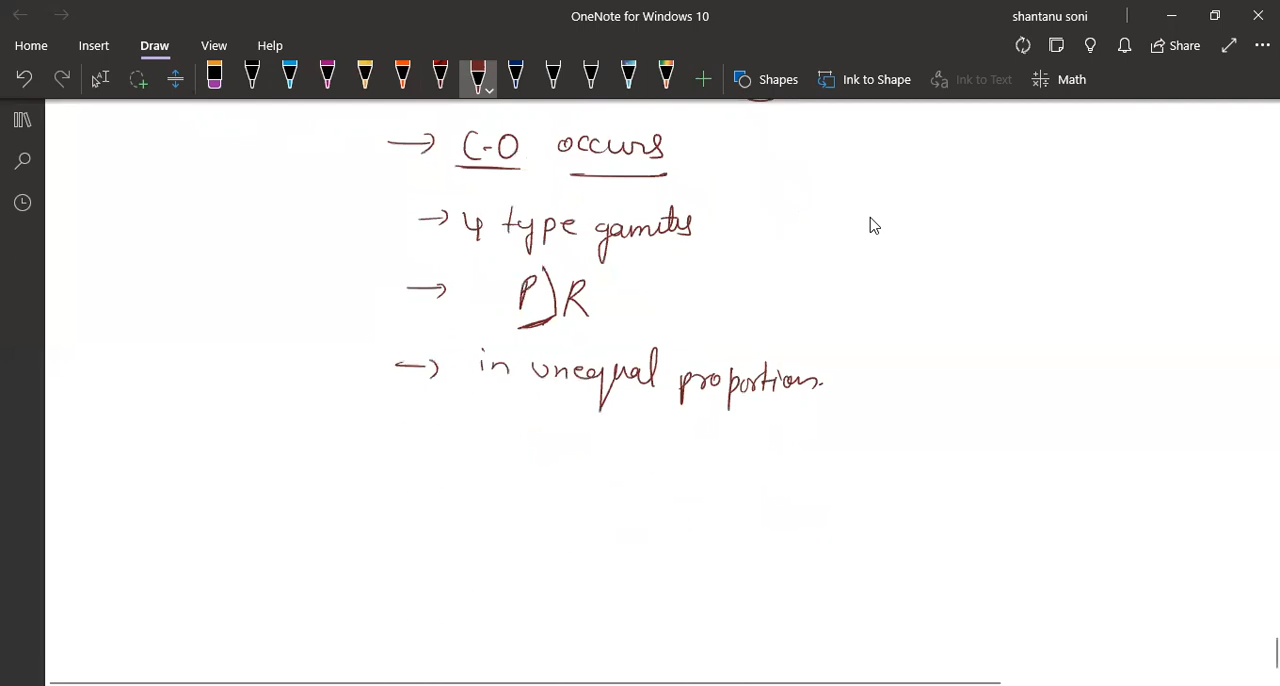 OneNote for Windows 10
shantanu soni
Home Insert Draw View Help
Share
Shapes Ink to Shape Ink to Text Math
→ C-O occurs
→ 4 type gamits
→ P > R
→ in unequal proportions.